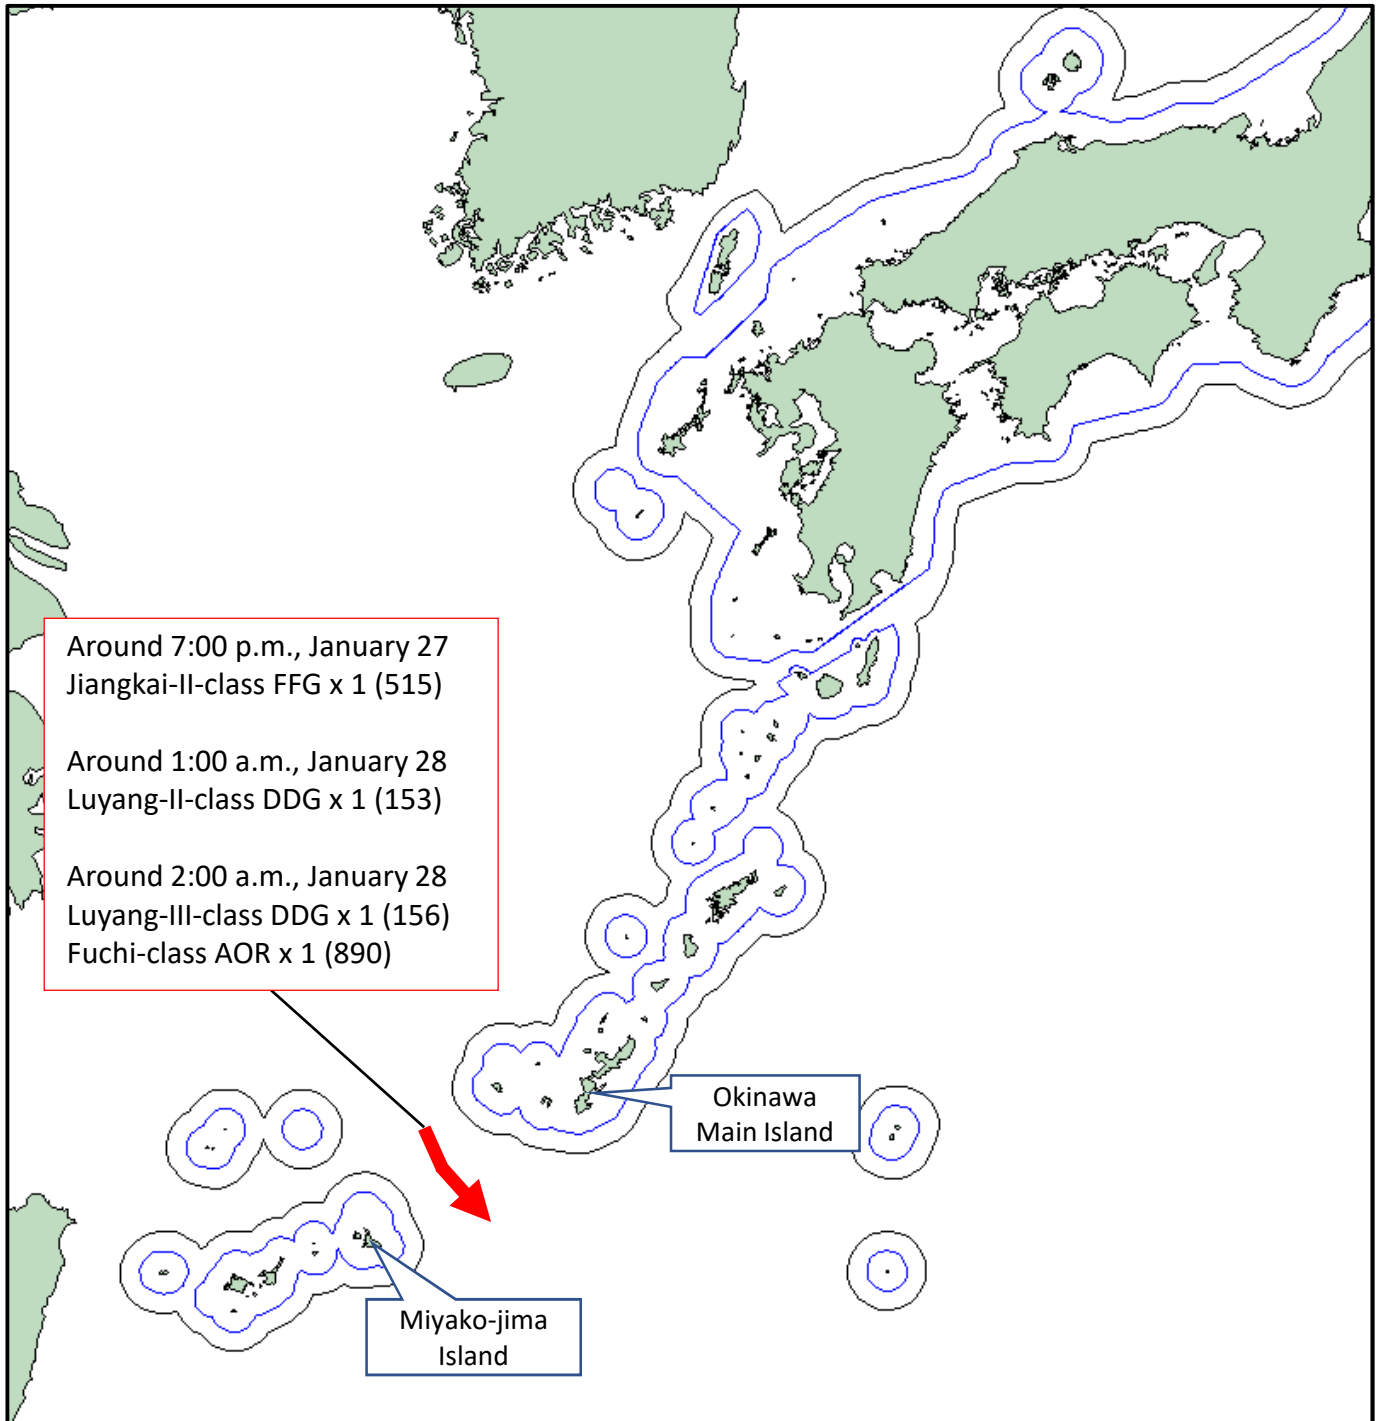 Around 7:00 p.m., January 27
Jiangkai-II-class FFG x 1 (515)
Around 1:00 a.m., January 28
Luyang-II-class DDG x 1 (153)
Around 2:00 a.m., January 28
Luyang-III-class DDG x 1 (156)
Fuchi-class AOR x 1 (890)
Okinawa
Main Island
Miyako-jima
Island